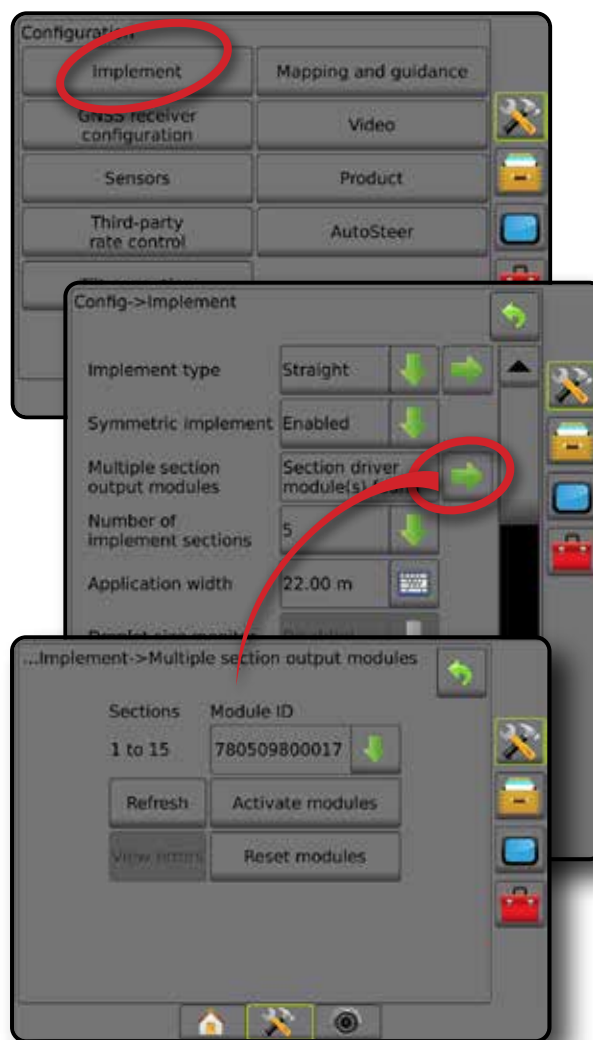 Configuration
Implement
Mapping and guidance
GNSS receiver
configuration
Video
Sensors
Product
Third-party
rate control
AutoSteer
Config->Implement
Implement type
Straight
Symmetric implement
Enabled
Multiple section
output modules
Section driver
module(s)
Number of
implement sections
5
Application width
22.00 m
...Implement->Multiple section output modules
Sections
Module ID
1 to 15
780509800017
Refresh
Activate modules
View errors
Reset modules